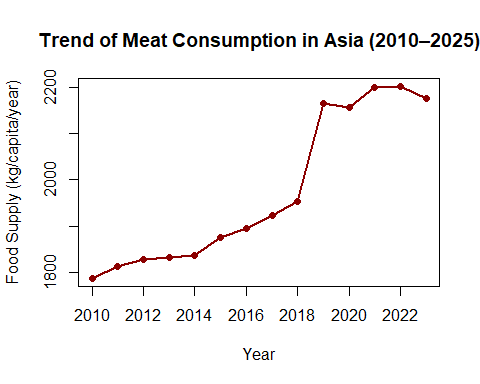 Trend of Meat Consumption in Asia (2010–2025)
Food Supply (kg/capita/year)
2200
2000
1800
2010 2012 2014 2016 2018 2020 2022
Year